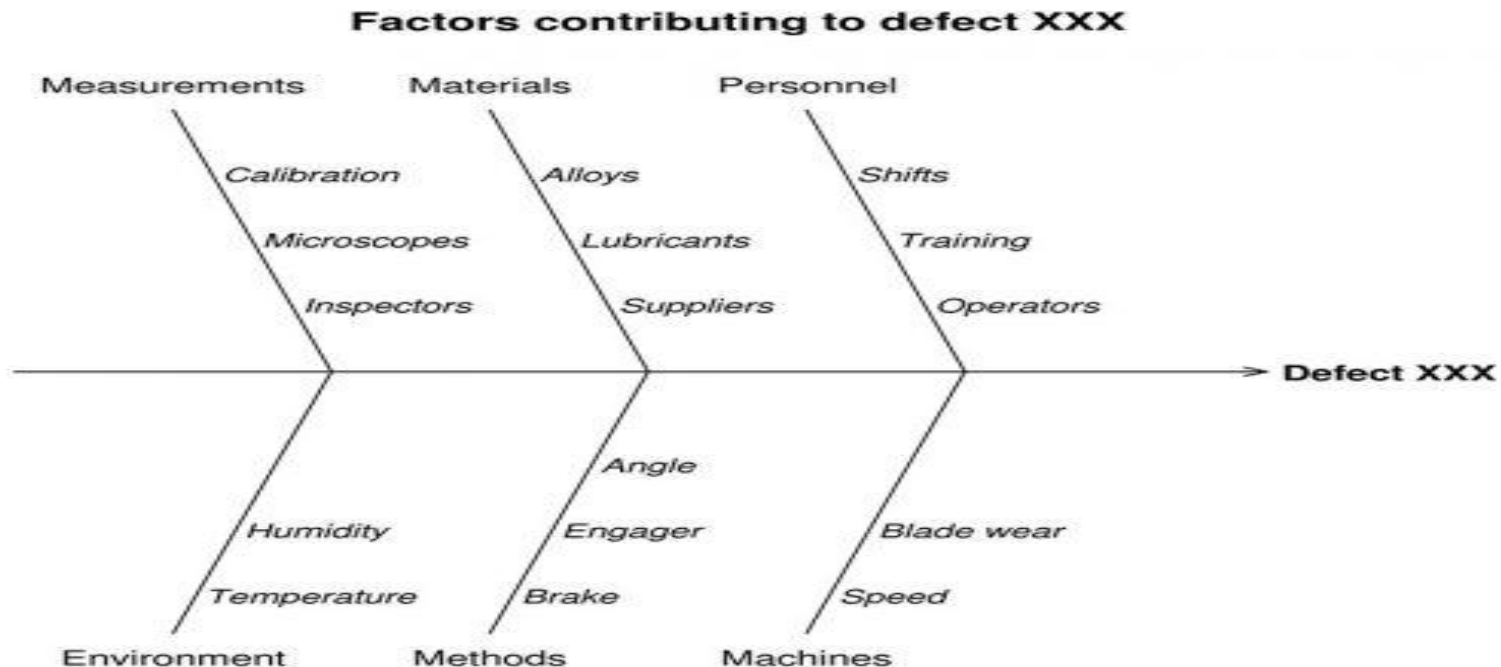 Factors contributing to defect XXX
Measurements
Materials
Personnel
Calibration
Alloys
Shifts
Microscopes
Lubricants
Training
Inspectors
Suppliers
Operators
Defect XXX
Angle
Humidity
Engager
Blade wear
Temperature
Brake
Speed
Environment
Methods
Machines